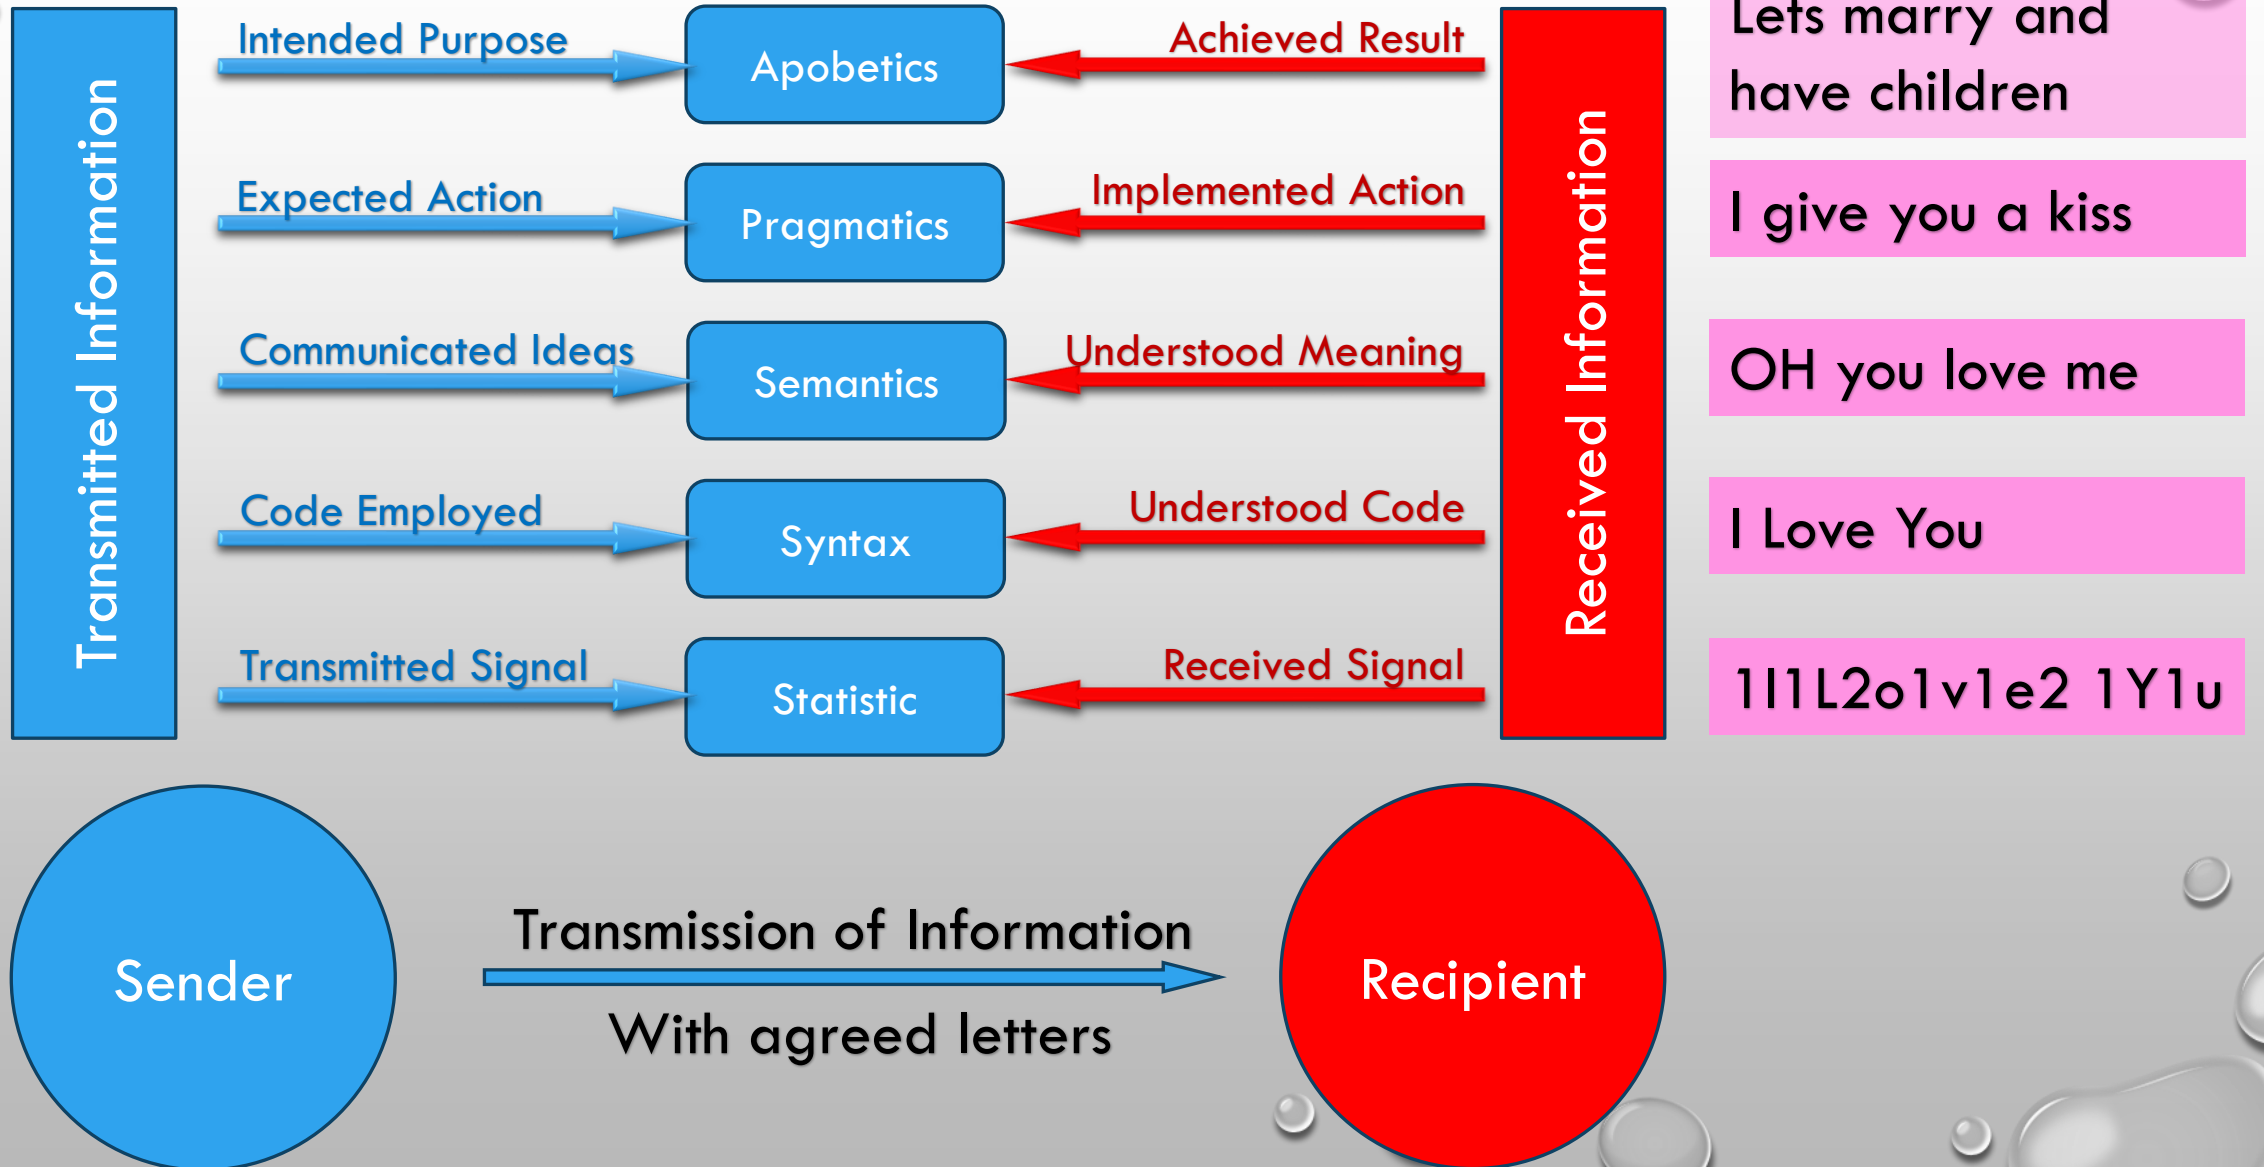 Transmitted Information
Intended Purpose
Apobetics
Achieved Result
Expected Action
Pragmatics
Implemented Action
Communicated Ideas
Semantics
Understood Meaning
Code Employed
Syntax
Understood Code
Transmitted Signal
Statistic
Received Signal
Received Information
Lets marry and
have children
I give you a kiss
OH you love me
I Love You
1I1L2o1v1e2 1Y1u
Sender
Transmission of Information
With agreed letters
Recipient